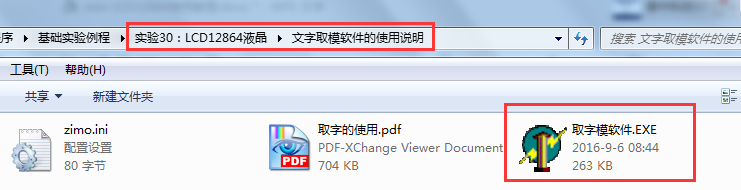 序 ▸ 基础实验例程 ▸ 实验30：LCD12864液晶 ▸ 文字取模软件的使用说明
搜索 文字取模软件的使用
工具(T) 帮助(H)
共享 新建文件夹
zimo.ini
配置设置
80 字节
取字的使用.pdf
PDF-XChange Viewer Document
704 KB
取字模软件.EXE
2016-9-6 08:44
263 KB